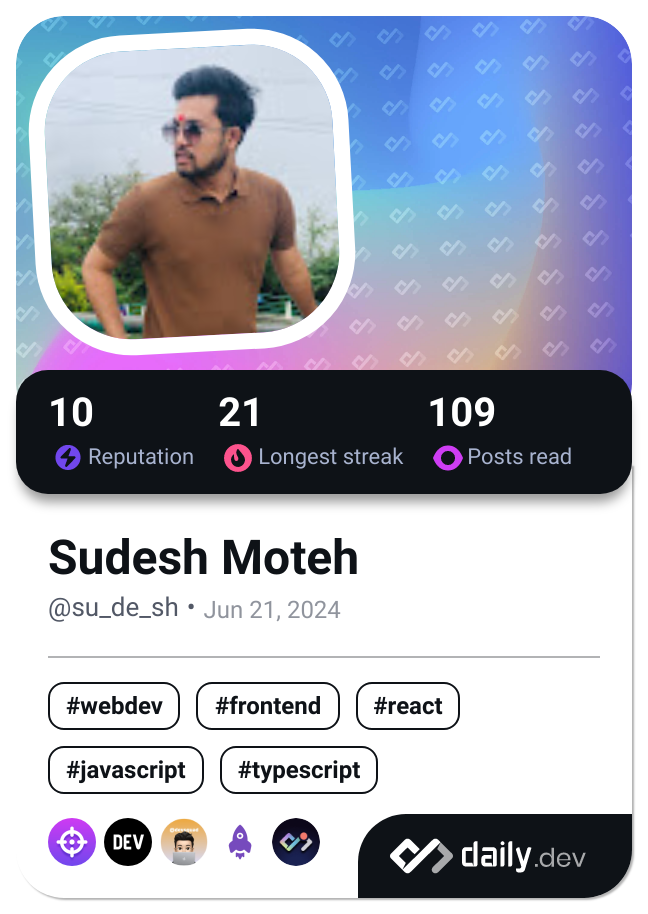 10 21 109
Reputation Longest streak Posts read
Sudesh Moteh
@su_de_sh • Jun 21, 2024
#webdev #frontend #react
#javascript #typescript
DEV
daily.dev